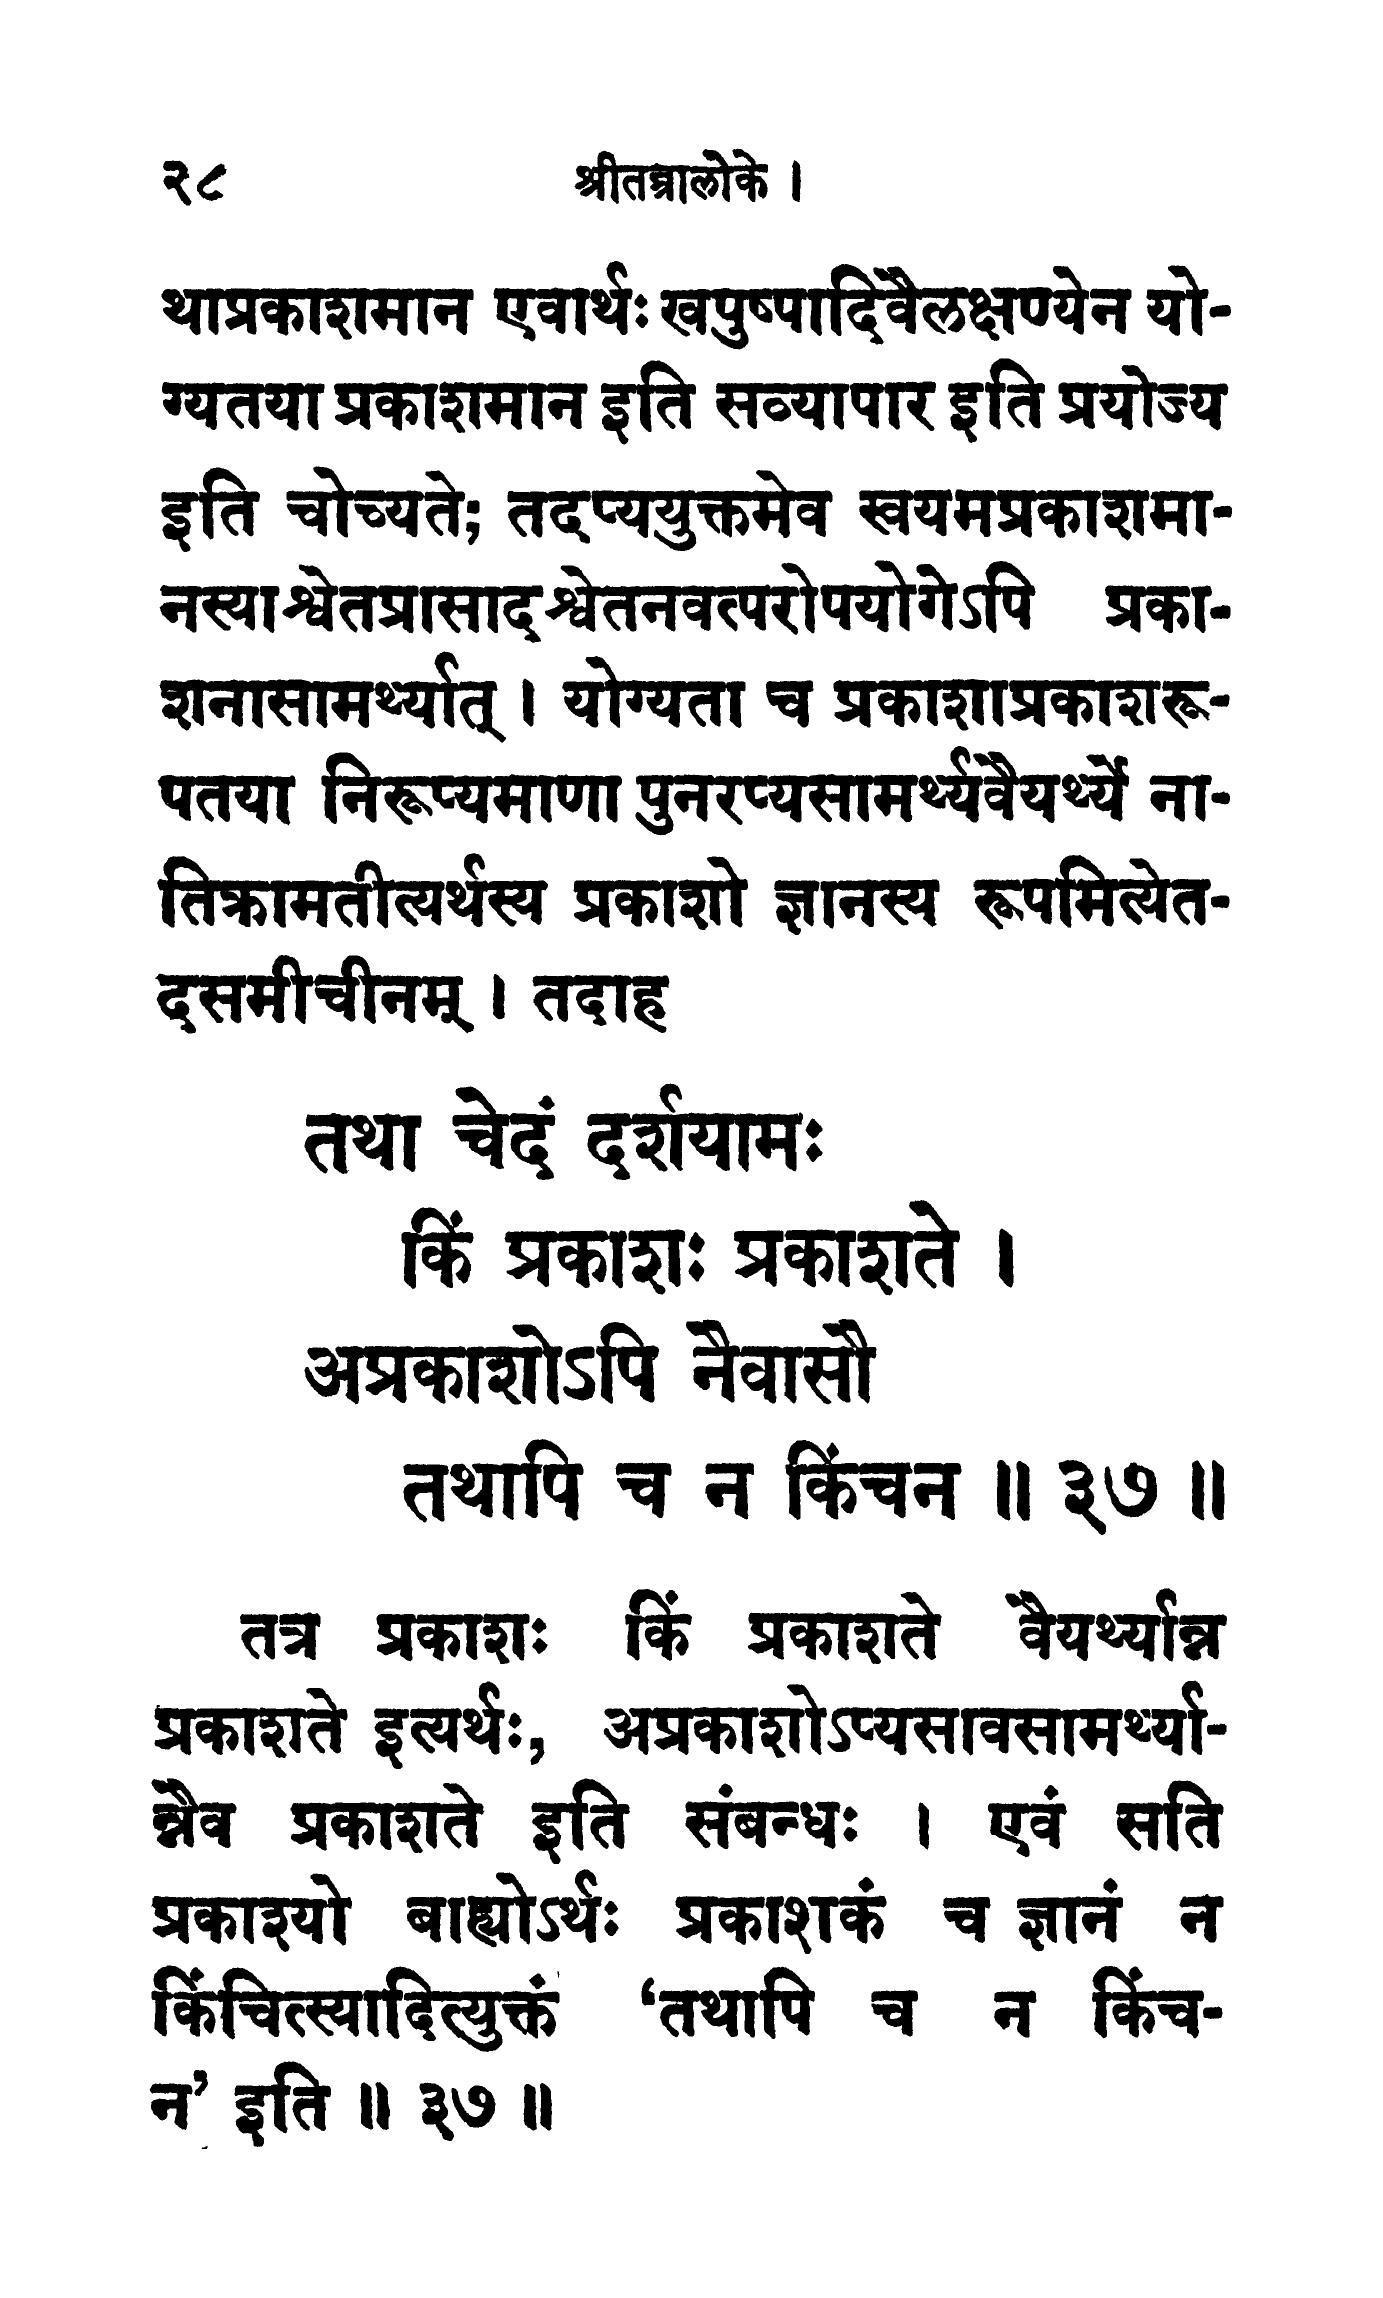 २८ श्रीतन्त्रालोके ।
थाप्रकाशमान एवार्थः खपुष्पादिवैलक्षण्येन यो-
ग्यतया प्रकाशमान इति सव्यापार इति प्रयोज्य
इति चोच्यते; तदप्ययुक्तमेव स्वयमप्रकाशमा-
नस्याश्वेतप्रासादश्वेतनवत्परोपयोगेऽपि प्रका-
शनासामर्थ्यात् । योग्यता च प्रकाशाप्रकाशरू-
पतया निरूप्यमाणा पुनरप्यसामर्थ्यवैयर्थ्ये ना-
तिक्रामतीत्यर्थस्य प्रकाशो ज्ञानस्य रूपमित्येत-
दसमीचीनम् । तदाह
तथा चेदं दर्शयामः
किं प्रकाशः प्रकाशते ।
अप्रकाशोऽपि नैवासौ
तथापि च न किंचन ॥ ३७ ॥
तत्र प्रकाशः किं प्रकाशते वैयर्थ्यान्न
प्रकाशते इत्यर्थः, अप्रकाशोऽप्यसावसामर्थ्या-
न्नैव प्रकाशते इति संबन्धः । एवं सति
प्रकाश्यो बाह्योऽर्थः प्रकाशकं च ज्ञानं न
किंचित्स्यादित्युक्तं ‘तथापि च न किंच-
न’ इति ॥ ३७ ॥